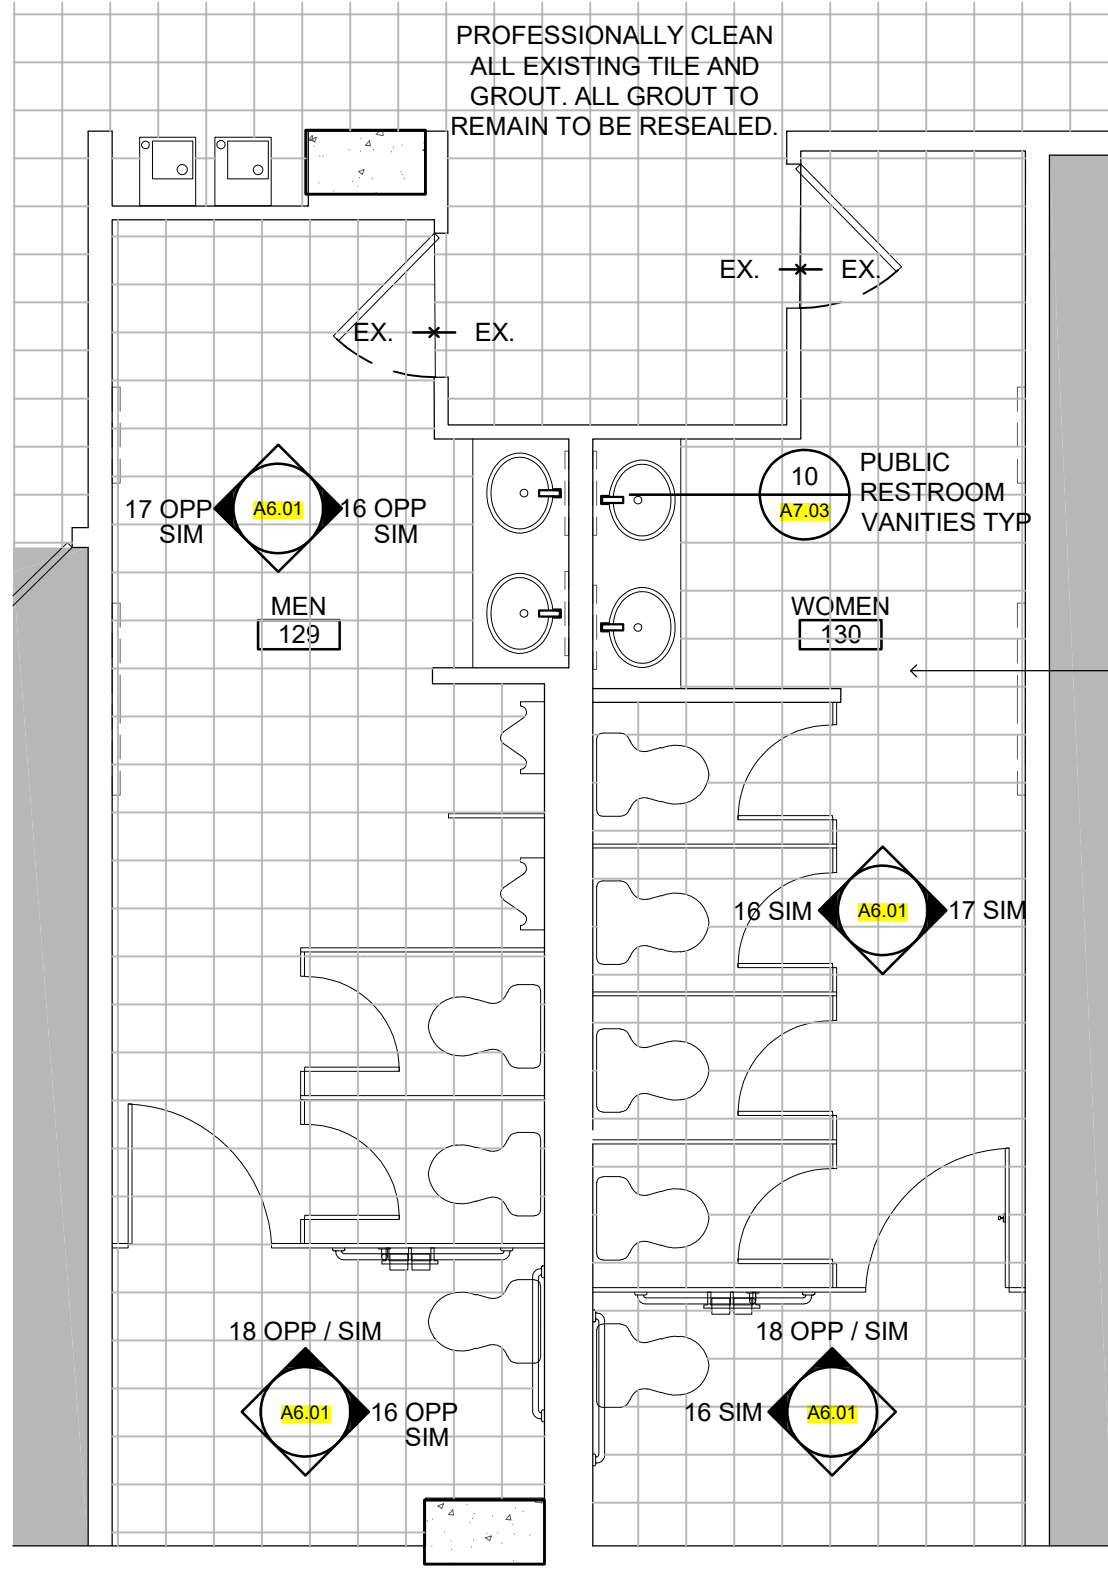 PROFESSIONALLY CLEAN
ALL EXISTING TILE AND
GROUT. ALL GROUT TO
REMAIN TO BE RESEALED.
EX.
EX.
EX.
EX.
10
A7.03
PUBLIC
RESTROOM
VANITIES TYP
17 OPP
SIM
A6.01
16 OPP
SIM
MEN
129
WOMEN
130
16 SIM
A6.01
17 SIM
18 OPP / SIM
A6.01
16 OPP
SIM
18 OPP / SIM
16 SIM
A6.01